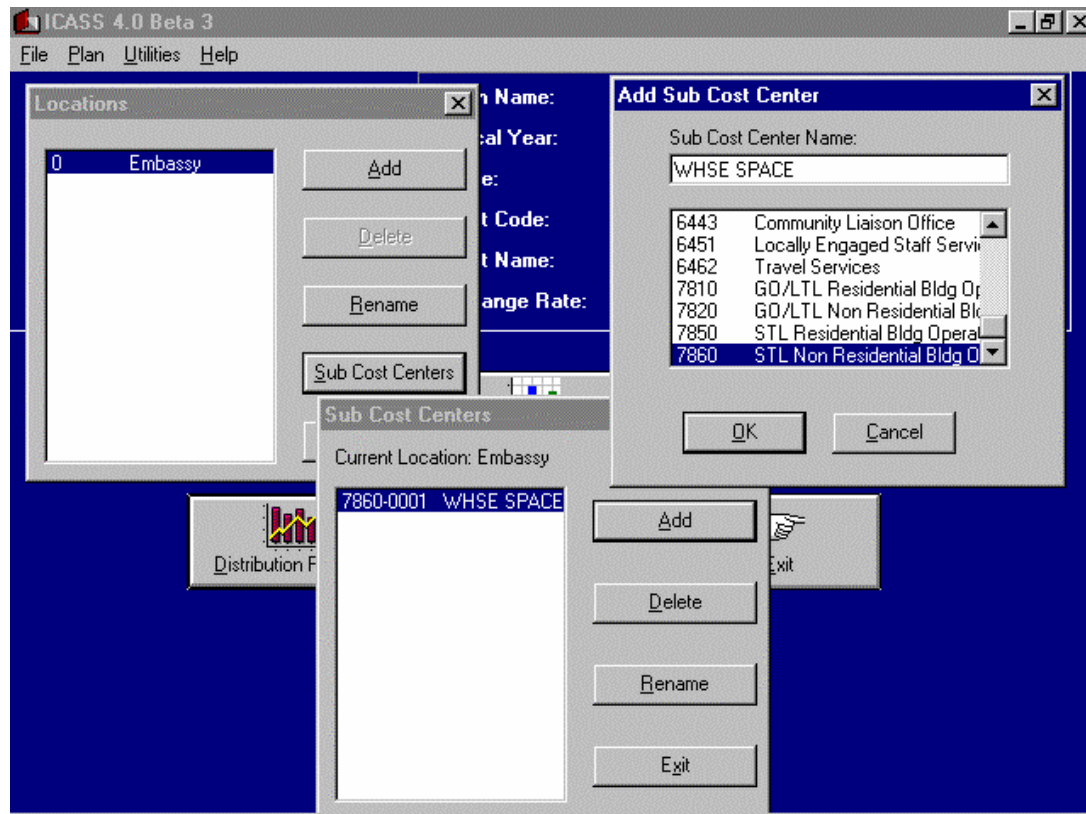 ICASS 4.0 Beta 3
File Plan Utilities Help
Locations
0 Embassy
Add
Delete
Rename
Sub Cost Centers
Name:
cal Year:
e:
t Code:
t Name:
ange Rate:
Add Sub Cost Center
Sub Cost Center Name:
WHSE SPACE
6443 Community Liaison Office
6451 Locally Engaged Staff Servi
6462 Travel Services
7810 GO/LTL Residential Bldg Op
7820 GO/LTL Non Residential Bld
7850 STL Residential Bldg Operat
7860 STL Non Residential Bldg O
OK Cancel
Sub Cost Centers
Current Location: Embassy
7860-0001 WHSE SPACE
Add
Delete
Rename
Exit
Distribution F
Exit